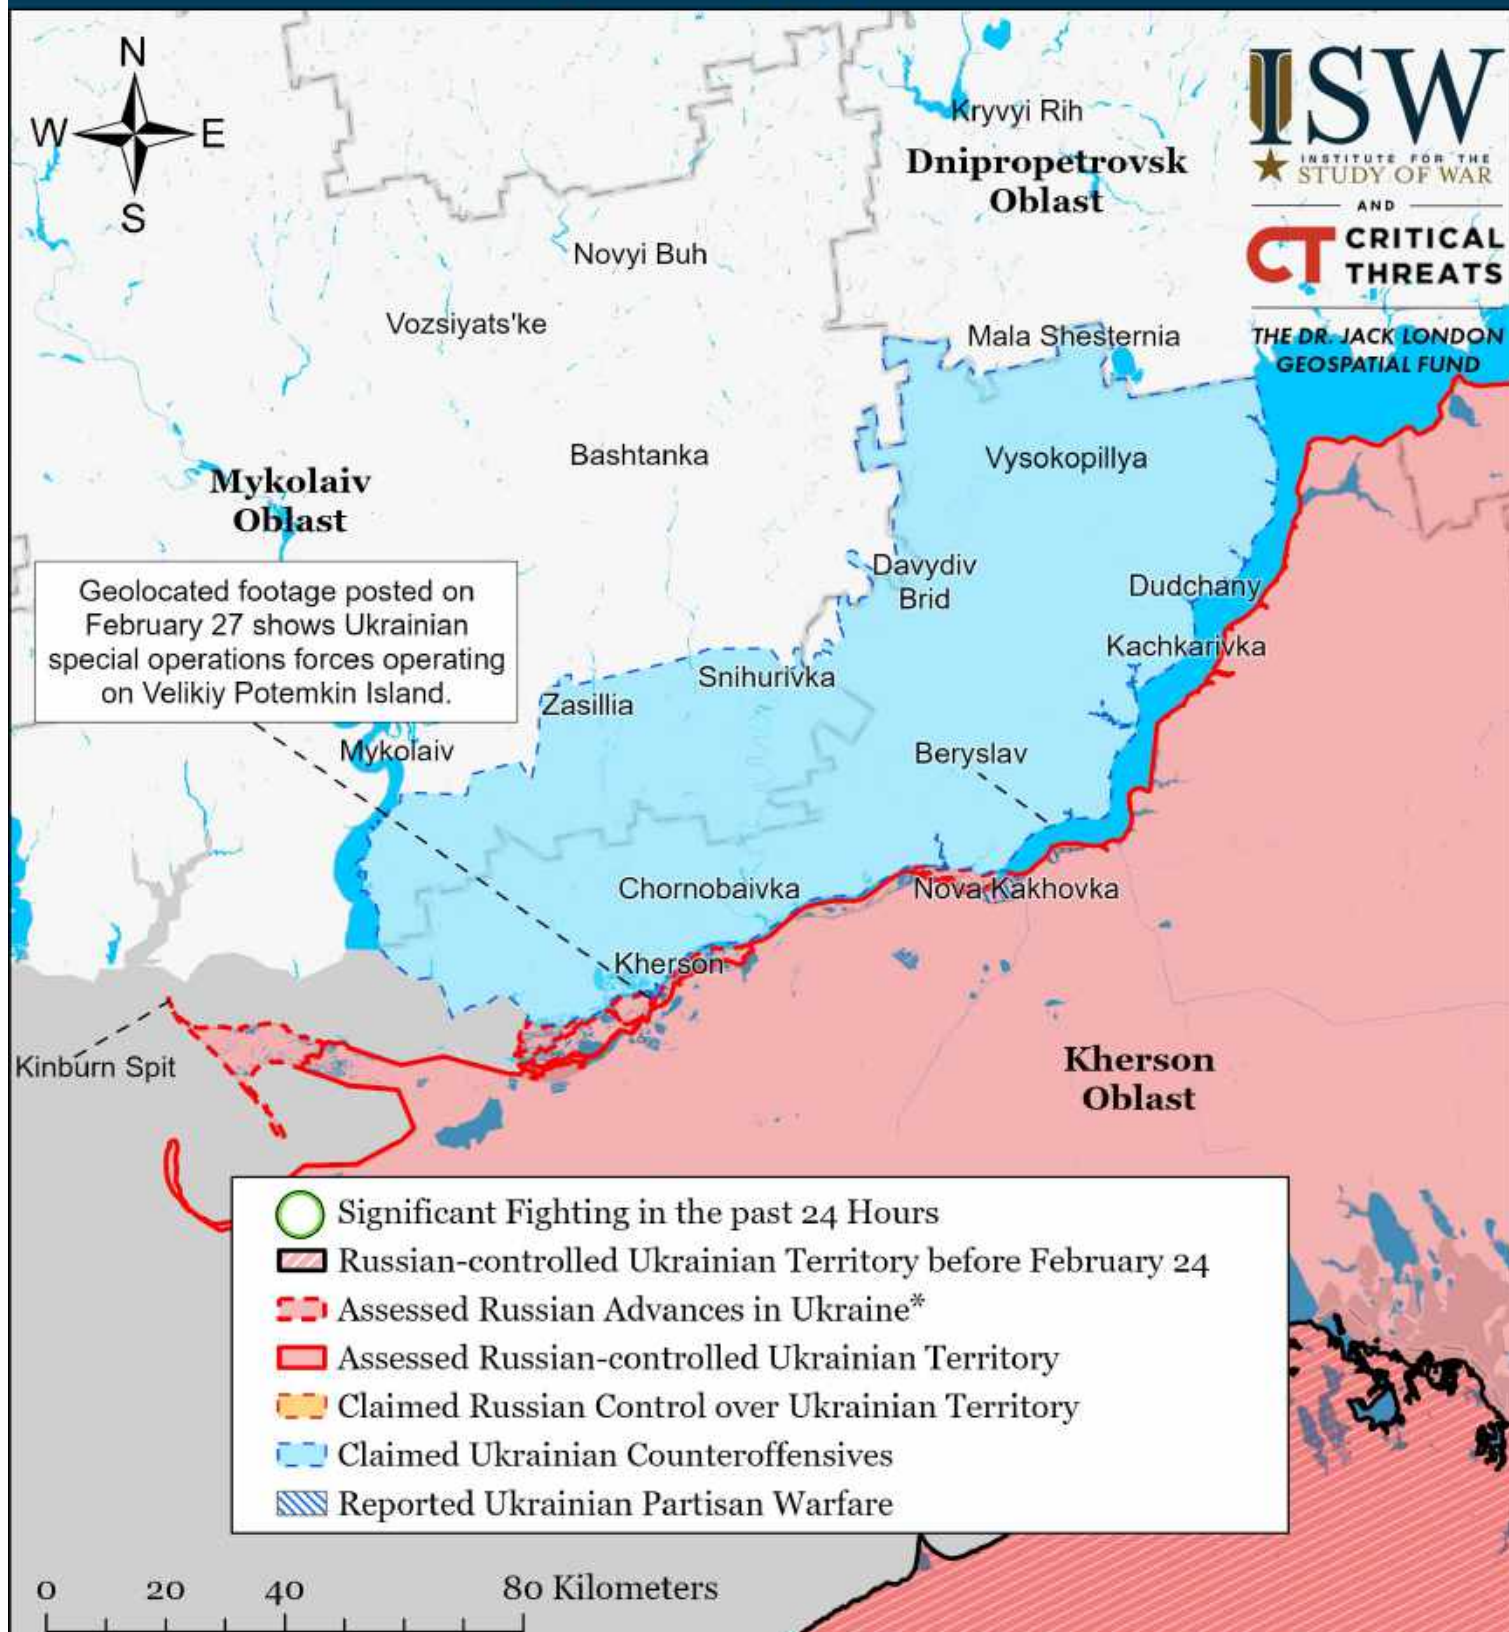 N
W E
S
ISW
INSTITUTE FOR THE
STUDY OF WAR
AND
CT CRITICAL
THREATS
THE DR. JACK LONDON
GEOSPATIAL FUND
Kryvyi Rih
Dnipropetrovsk
Oblast
Novyi Buh
Vozsiyats'ke
Mala Shesternia
Bashtanka
Vysokopillya
Mykolaiv
Oblast
Geolocated footage posted on
February 27 shows Ukrainian
special operations forces operating
on Velikiy Potemkin Island.
Davydiv
Brid
Dudchany
Kachkarivka
Snihurivka
Zasillia
Mykolaiv
Beryslav
Chornobaivka
Nova Kakhovka
Kherson
Kinburn Spit
Kherson
Oblast
Significant Fighting in the past 24 Hours
Russian-controlled Ukrainian Territory before February 24
Assessed Russian Advances in Ukraine*
Assessed Russian-controlled Ukrainian Territory
Claimed Russian Control over Ukrainian Territory
Claimed Ukrainian Counteroffensives
Reported Ukrainian Partisan Warfare
0 20 40 80 Kilometers